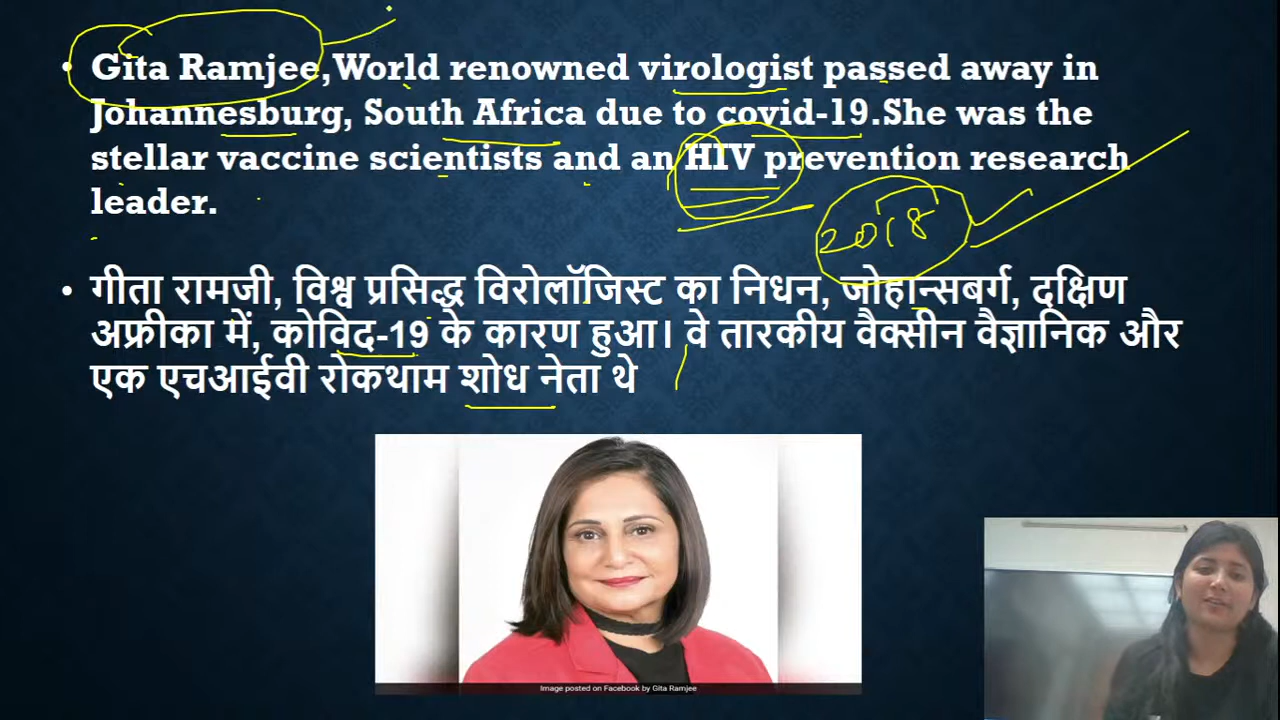 • Gita Ramjee,World renowned virologist passed away in
Johannesburg, South Africa due to covid-19.She was the
stellar vaccine scientists and an HIV prevention research
leader.
2018
• गीता रामजी, विश्व प्रसिद्ध विरोलॉजिस्ट का निधन, जोहान्सबर्ग, दक्षिण
अफ्रीका में, कोविद-19 के कारण हुआ। वे तारकीय वैक्सीन वैज्ञानिक और
एक एचआईवी रोकथाम शोध नेता थे
Image posted on Facebook by Gita Ramjee